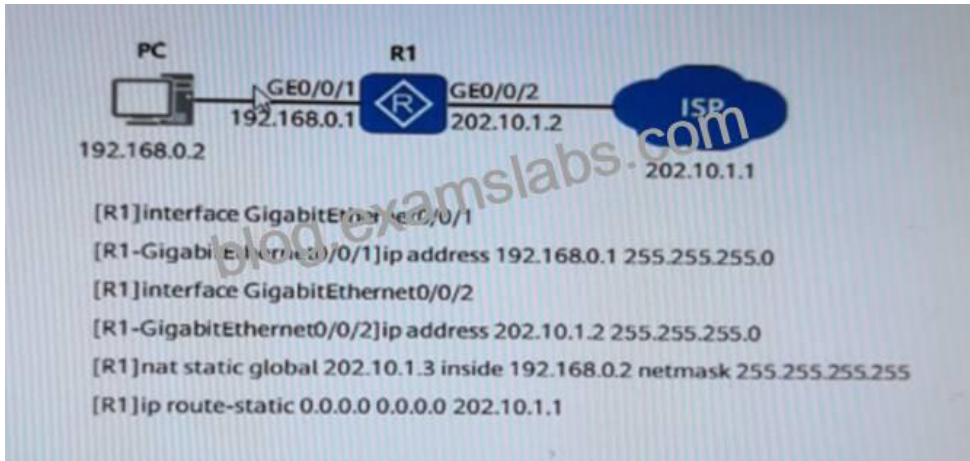 PC
R1
GE0/0/1
GE0/0/2
ISP
192.168.0.1
202.10.1.2
192.168.0.2
202.10.1.1
blog.examslabs.com
[R1]interface GigabitEthernet0/0/1
[R1-GigabitEthernet0/0/1]ip address 192.168.0.1 255.255.255.0
[R1]interface GigabitEthernet0/0/2
[R1-GigabitEthernet0/0/2]ip address 202.10.1.2 255.255.255.0
[R1]nat static global 202.10.1.3 inside 192.168.0.2 netmask 255.255.255.255
[R1]ip route-static 0.0.0.0 0.0.0.0 202.10.1.1